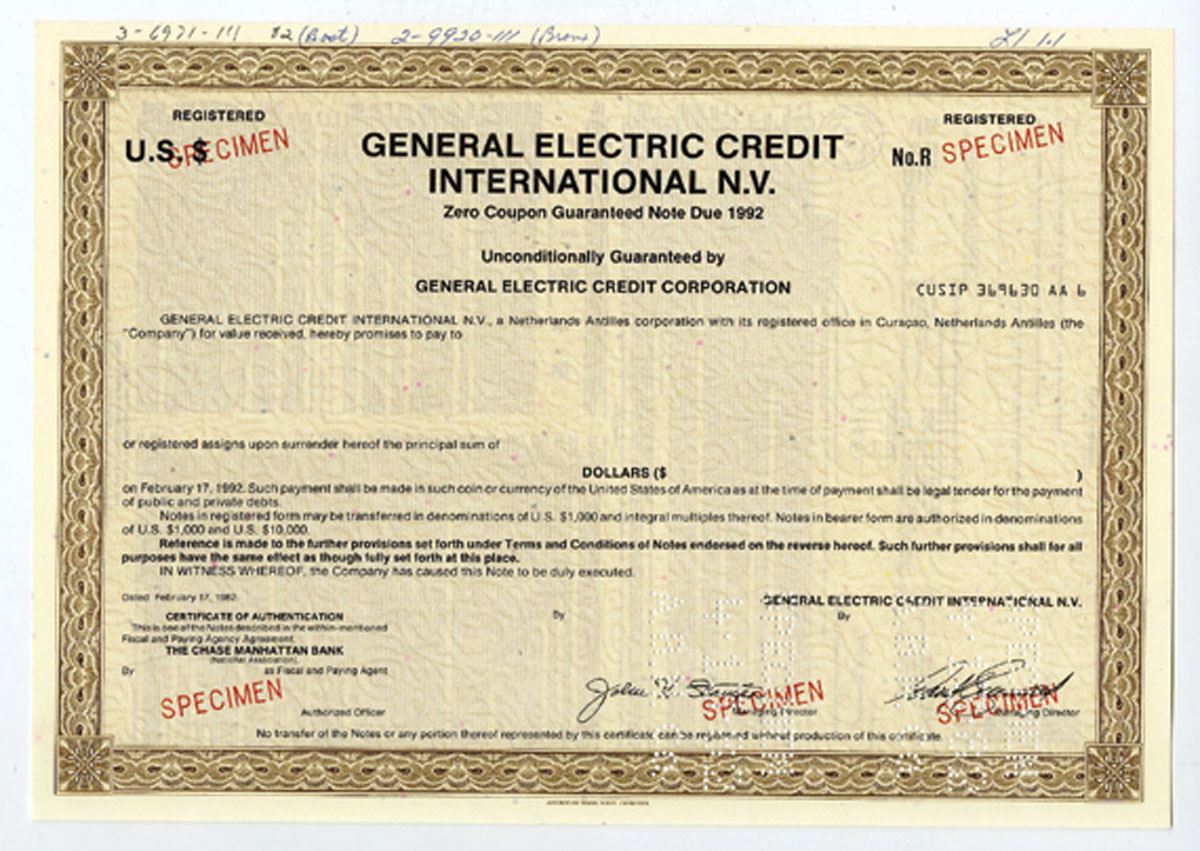 3-6971-111 82 (Boat) 2-9920-111 (Brons)
REGISTERED
REGISTERED
U.S. $ SPECIMEN
No.R SPECIMEN
GENERAL ELECTRIC CREDIT
INTERNATIONAL N.V.
Zero Coupon Guaranteed Note Due 1992
Unconditionally Guaranteed by
GENERAL ELECTRIC CREDIT CORPORATION
CUSIP 369630 AA 6
GENERAL ELECTRIC CREDIT INTERNATIONAL N.V., a Netherlands Antilles corporation with its registered office in Curaçao, Netherlands Antilles (the
"Company") for value received, hereby promises to pay to
or registered assigns upon surrender hereof the principal sum of
DOLLARS ($ )
on February 17, 1992. Such payment shall be made in such coin or currency of the United States of America as at the time of payment shall be legal tender for the payment
of public and private debts.
Notes in registered form may be transferred in denominations of U.S. $1,000 and integral multiples thereof. Notes in bearer form are authorized in denominations
of U.S. $1,000 and U.S. $10,000.
Reference is made to the further provisions set forth under Terms and Conditions of Notes endorsed on the reverse hereof. Such further provisions shall for all
purposes have the same effect as though fully set forth at this place.
IN WITNESS WHEREOF, the Company has caused this Note to be duly executed.
Dated: February 17, 1982.
GENERAL ELECTRIC CREDIT INTERNATIONAL N.V.
CERTIFICATE OF AUTHENTICATION
By
By
This is one of the Notes described in the within-mentioned
Fiscal and Paying Agency Agreement.
THE CHASE MANHATTAN BANK
(National Association),
By as Fiscal and Paying Agent
SPECIMEN
SPECIMEN
SPECIMEN
Authorized Officer
Managing Director
Managing Director
No transfer of the Notes or any portion thereof represented by this certificate can be registered without production of this certificate.
AMERICAN BANK NOTE COMPANY